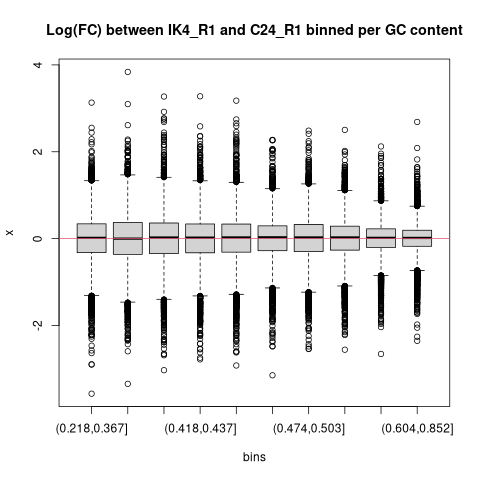 Log(FC) between IK4_R1 and C24_R1 binned per GC content
4
2
0
-2
x
(0.218,0.367] (0.418,0.437] (0.474,0.503] (0.604,0.852]
bins